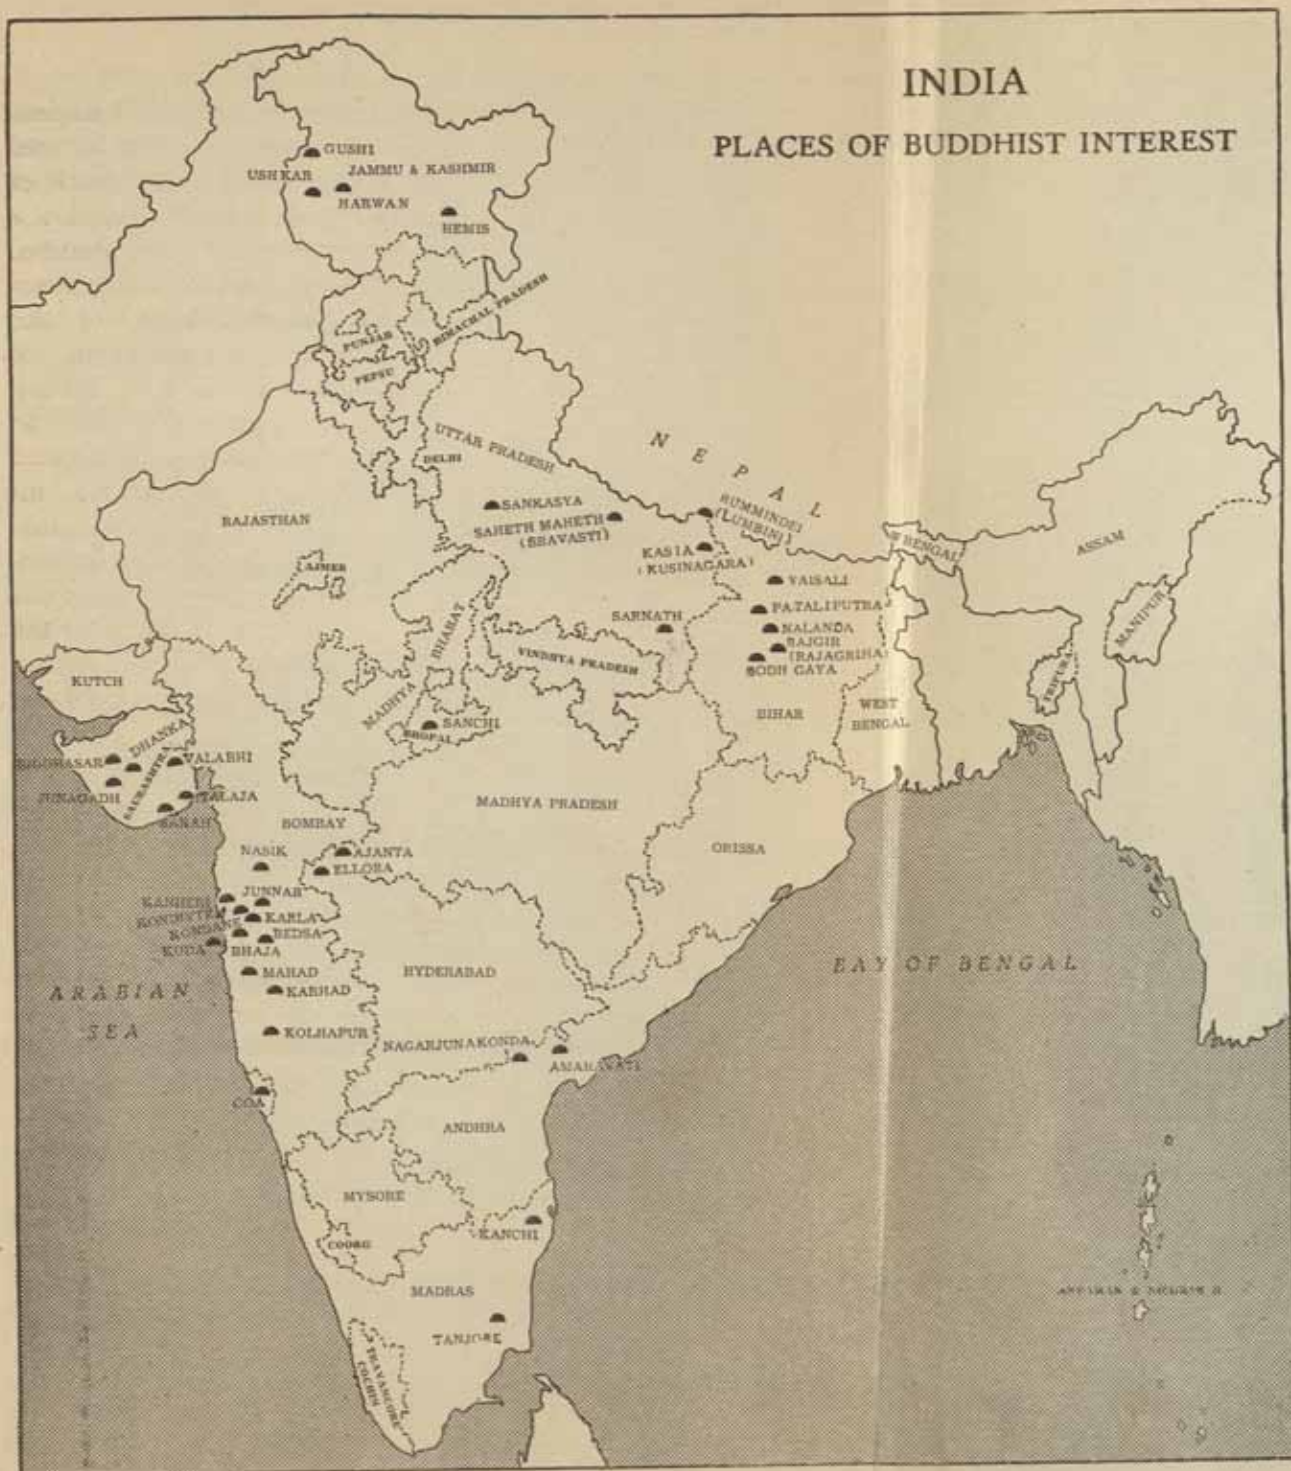 INDIA
PLACES OF BUDDHIST INTEREST
GUSHI
USHKAR
JAMMU & KASHMIR
HARWAN
HEMIS
HIMACHAL PRADESH
PUNJAB
PEPSU
UTTAR PRADESH
DELHI
NEPAL
RAJASTHAN
AJMER
SANKASYA
SAHETH MAHETH
(SRAVASTI)
RUMMINDEI
(LUMBINI)
KASIA
(KUSINAGARA)
W BENGAL
ASSAM
MANIPUR
TRIPURA
VAISALI
PATALIPUTRA
NALANDA
RAJGIR
(RAJAGRIHA)
BODH GAYA
SARNATH
VINDHYA PRADESH
MADHYA BHARAT
BIHAR
WEST
BENGAL
KUTCH
SANCHI
BHOPAL
DHANKA
SAURASHTRA
VALABHI
JUNAGADH
TALAJA
SANAH
BOMBAY
MADHYA PRADESH
ORISSA
NASIK
AJANTA
ELLORA
KANHERI
JUNNAR
KARLA
KONDANE
BEDSA
KUDA
BHAJA
MAHAD
KARHAD
KOLHAPUR
HYDERABAD
ARABIAN
SEA
BAY OF BENGAL
NAGARJUNAKONDA
AMARAVATI
GOA
ANDHRA
MYSORE
COORG
KANCHI
MADRAS
TANJORE
TRAVANCORE
COCHIN